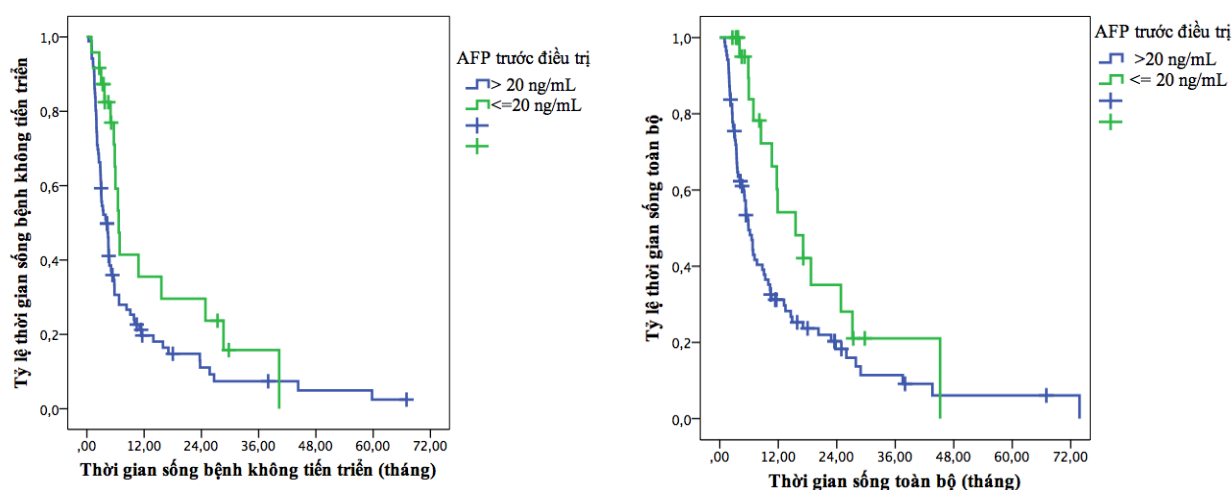 Tỷ lệ thời gian sống bệnh không tiến triển
1,0
0,8
0,6
0,4
0,2
0,0
,00
12,00
24,00
36,00
48,00
60,00
72,00
Thời gian sống bệnh không tiến triển (tháng)
AFP trước điều trị
> 20 ng/mL
<=20 ng/mL
Tỷ lệ thời gian sống toàn bộ
1,0
0,8
0,6
0,4
0,2
0,0
,00
12,00
24,00
36,00
48,00
60,00
72,00
Thời gian sống toàn bộ (tháng)
AFP trước điều trị
>20 ng/mL
<= 20 ng/mL